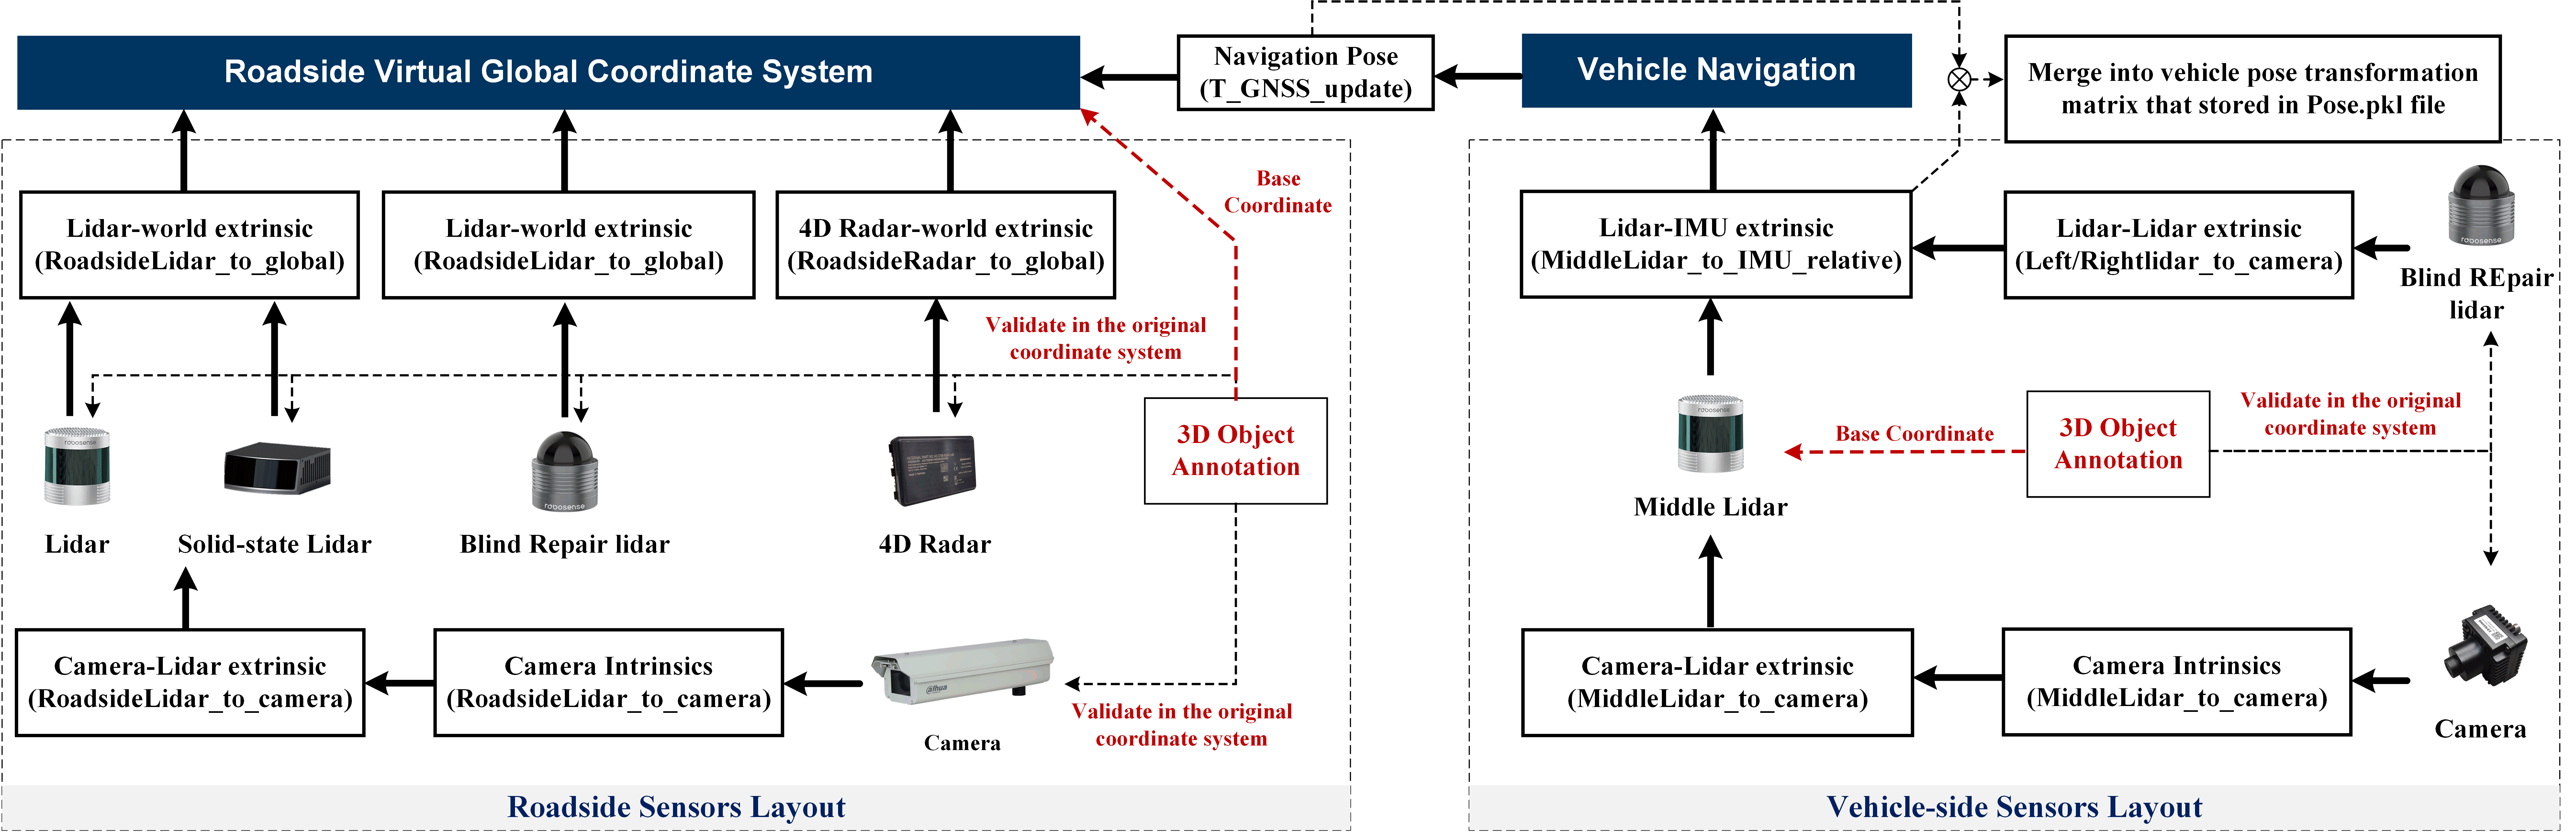 Roadside Virtual Global Coordinate System
Navigation Pose
(T_GNSS_update)
Vehicle Navigation
Merge into vehicle pose transformation
matrix that stored in Pose.pkl file
Base
Coordinate
Lidar-world extrinsic
(RoadsideLidar_to_global)
Lidar-world extrinsic
(RoadsideLidar_to_global)
4D Radar-world extrinsic
(RoadsideRadar_to_global)
Validate in the original
coordinate system
robosense
Lidar
Solid-state Lidar
robosense
Blind Repair lidar
4D Radar
3D Object
Annotation
Camera-Lidar extrinsic
(RoadsideLidar_to_camera)
Camera Intrinsics
(RoadsideLidar_to_camera)
alhua
Camera
Validate in the original
coordinate system
Roadside Sensors Layout
Lidar-IMU extrinsic
(MiddleLidar_to_IMU_relative)
Lidar-Lidar extrinsic
(Left/Rightlidar_to_camera)
robosense
Blind REpair
lidar
robosense
Middle Lidar
Base Coordinate
3D Object
Annotation
Validate in the original
coordinate system
Camera-Lidar extrinsic
(MiddleLidar_to_camera)
Camera Intrinsics
(MiddleLidar_to_camera)
Camera
Vehicle-side Sensors Layout